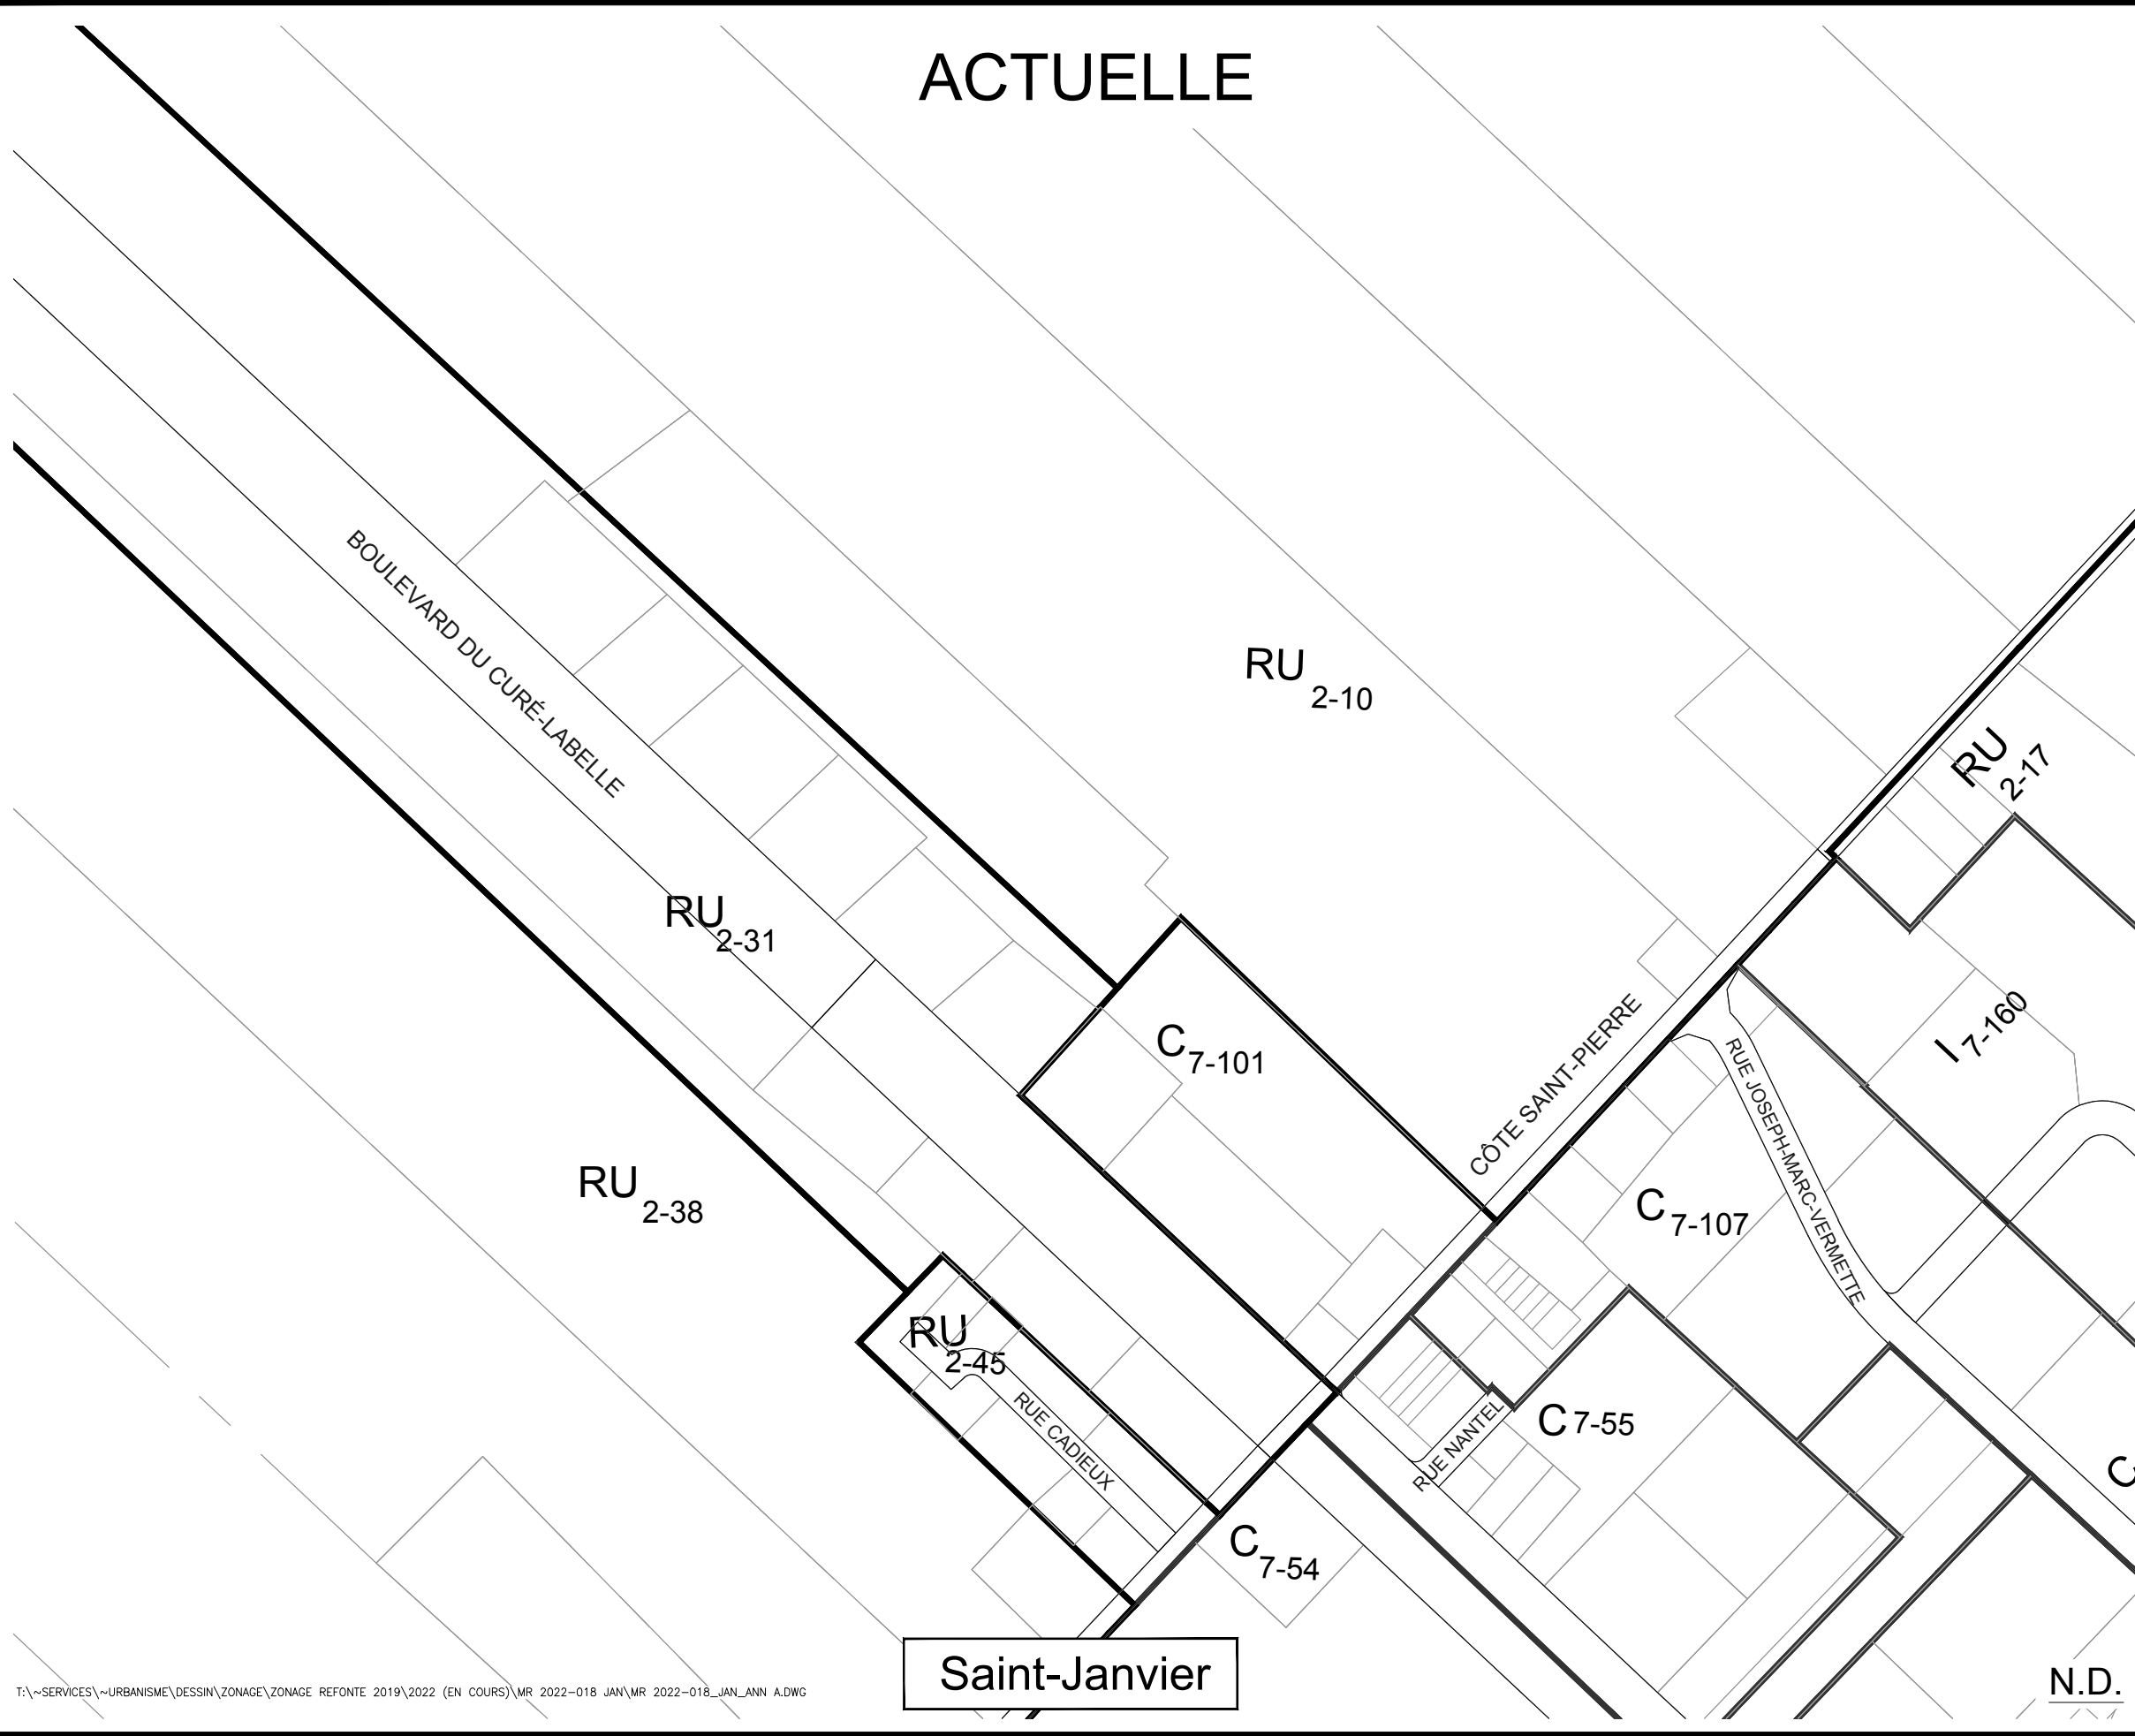 ACTUELLE
BOULEVARD DU CURÉ-LABELLE
RU 2-10
RU 2-17
RU 2-31
C 7-101
I 7-160
CÔTE SAINT-PIERRE
RUE JOSEPH-MARC-VERMETTE
RU 2-38
C 7-107
RU 2-45
RUE CADIEUX
RUE NANTEL
C 7-55
C
C 7-54
Saint-Janvier
N.D.
T:\~SERVICES\~URBANISME\DESSIN\ZONAGE\ZONAGE REFONTE 2019\2022 (EN COURS)\MR 2022-018 JAN\MR 2022-018_JAN_ANN A.DWG